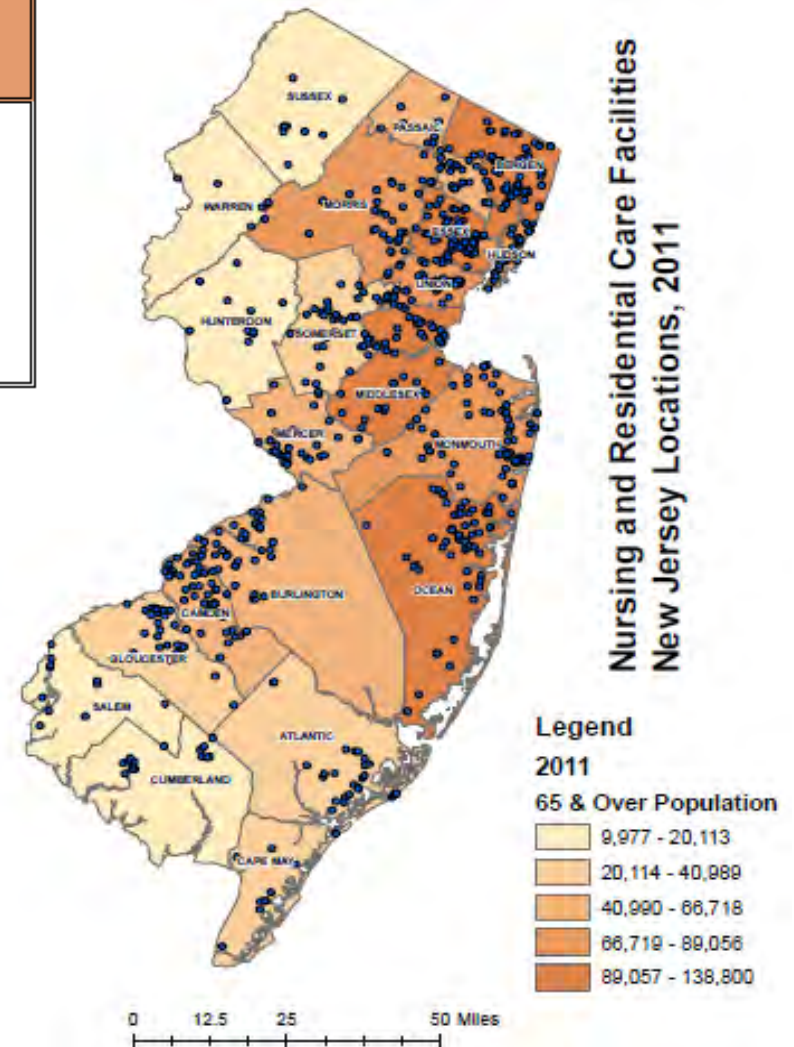 Nursing and Residential Care Facilities
New Jersey Locations, 2011
SUSSEX
PASSAIC
BERGEN
WARREN
MORRIS
ESSEX
HUDSON
UNION
HUNTERDON
SOMERSET
MIDDLESEX
MERCER
MONMOUTH
OCEAN
BURLINGTON
CAMDEN
GLOUCESTER
SALEM
ATLANTIC
CUMBERLAND
CAPE MAY
Legend
2011
65 & Over Population
9,977 - 20,113
20,114 - 40,989
40,990 - 66,718
66,719 - 89,056
89,057 - 138,800
0 12.5 25 50 Miles